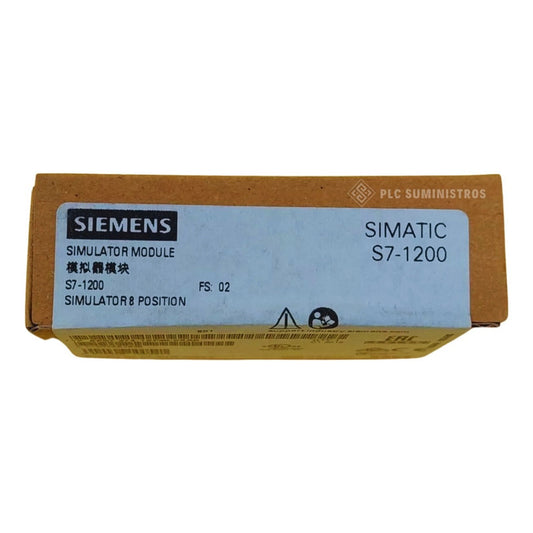 PLC SUMINISTROS
SIEMENS
SIMATIC
S7-1200
SIMULATOR MODULE
模拟器模块
S7-1200 FS: 02
SIMULATOR 8 POSITION
EAC